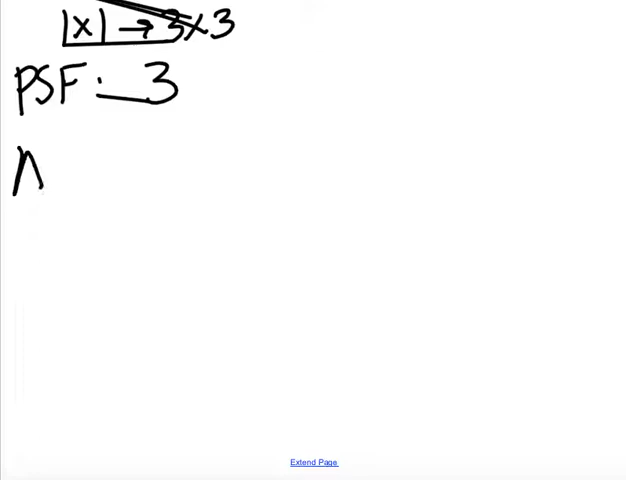 1x1 → 3x3
PSF: 3
n
Extend Page